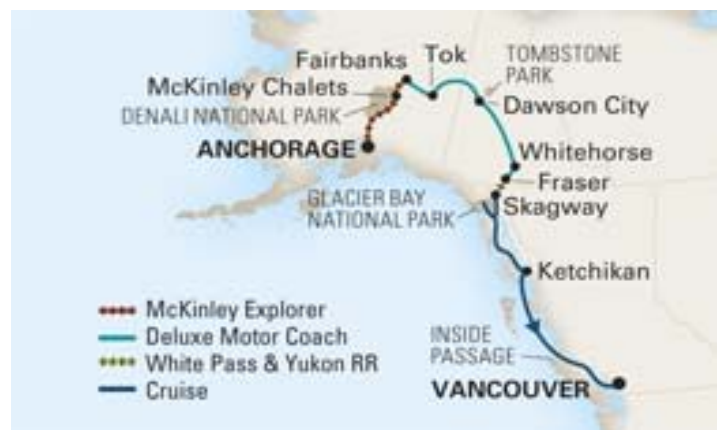 Fairbanks
Tok
TOMBSTONE
PARK
McKinley Chalets
DENALI NATIONAL PARK
Dawson City
ANCHORAGE
Whitehorse
Fraser
GLACIER BAY
NATIONAL PARK
Skagway
Ketchikan
McKinley Explorer
Deluxe Motor Coach
White Pass & Yukon RR
Cruise
INSIDE
PASSAGE
VANCOUVER